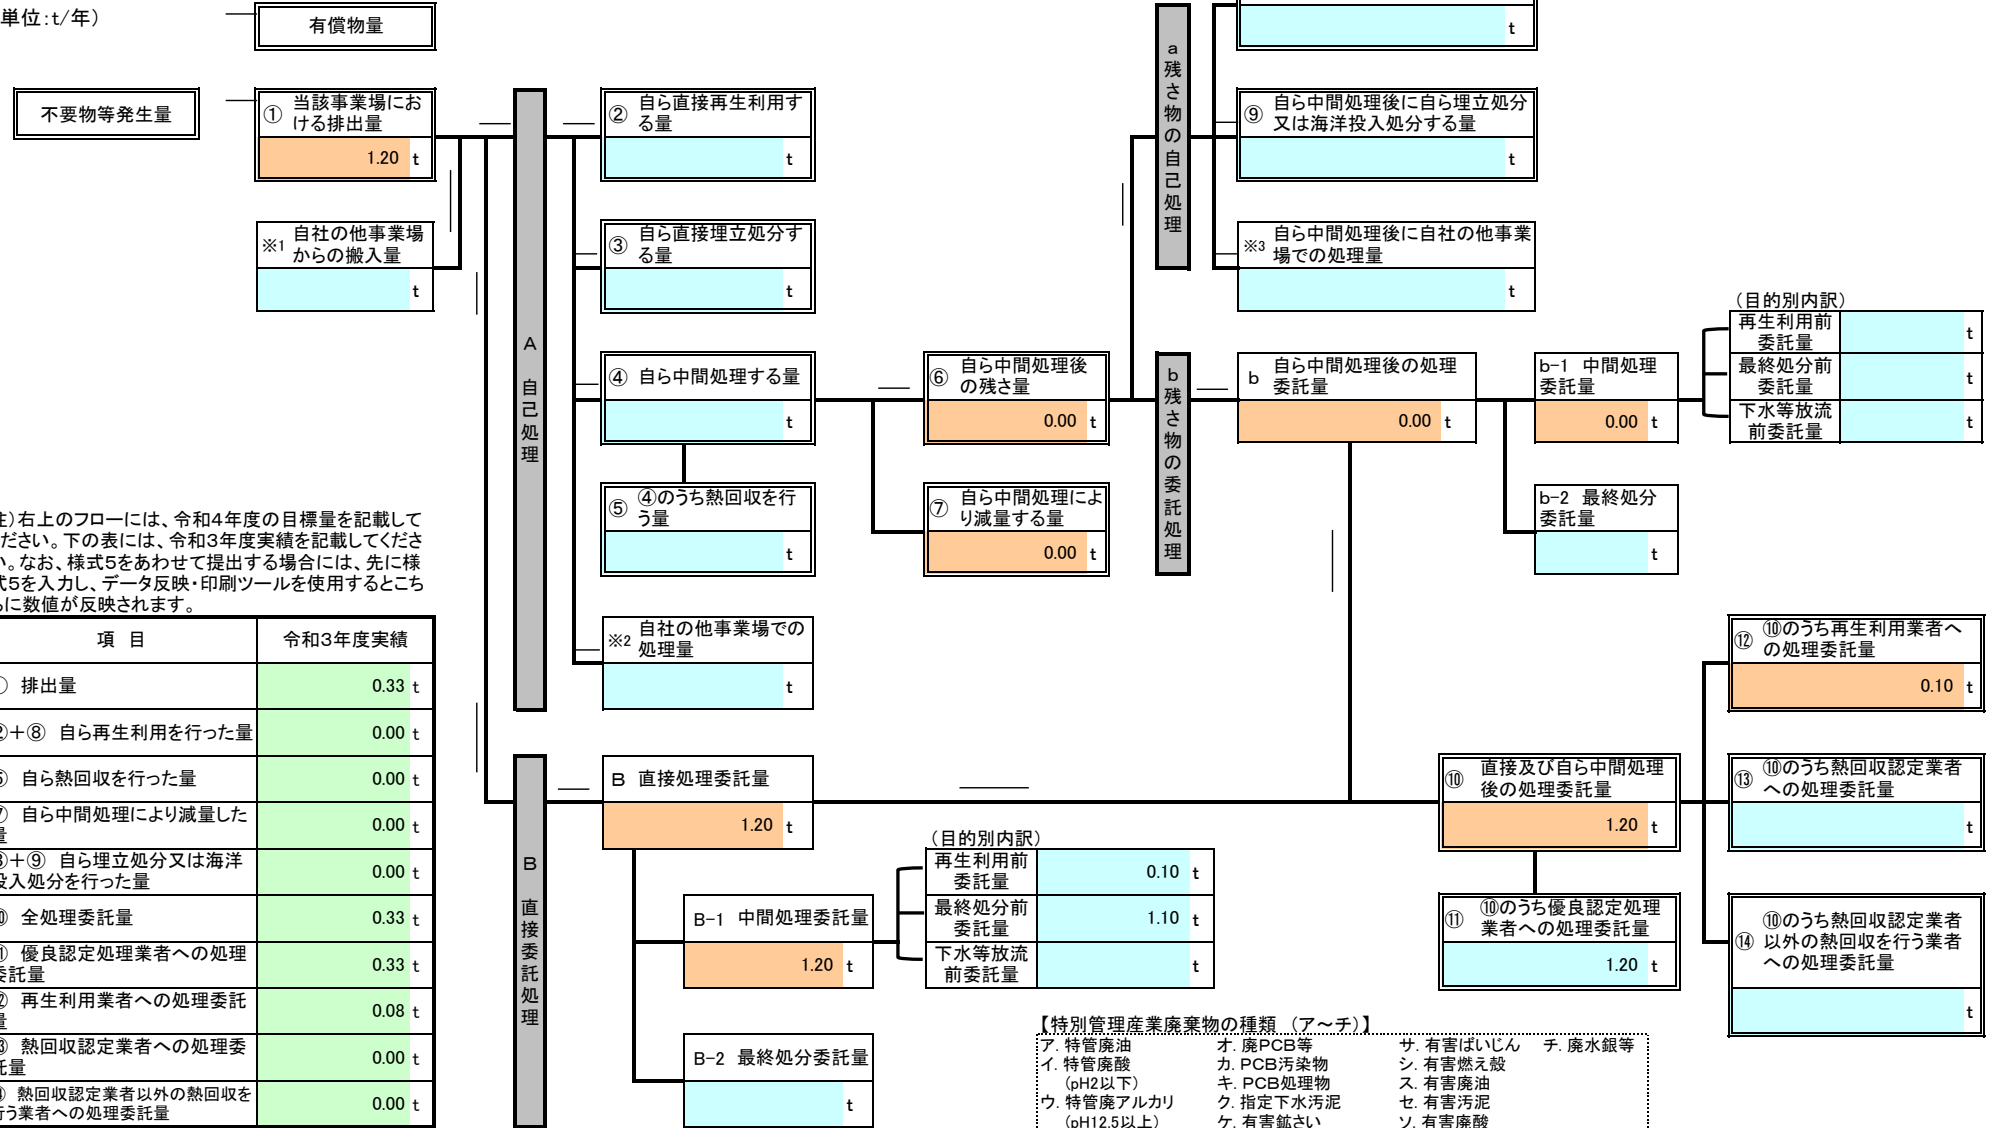 単位:t/年)
有償物量
不要物等発生量
① 当該事業場にお
ける排出量
1.20 t
※1 自社の他事業場
からの搬入量
t
A 自己処理
② 自ら直接再生利用す
る量
t
③ 自ら直接埋立処分す
る量
t
④ 自ら中間処理する量
t
⑤ ④のうち熱回収を行
う量
t
※2 自社の他事業場での
処理量
t
⑥ 自ら中間処理後
の残さ量
0.00 t
⑦ 自ら中間処理によ
り減量する量
0.00 t
a 残さ物の自己処理
t
⑨ 自ら中間処理後に自ら埋立処分
又は海洋投入処分する量
t
※3 自ら中間処理後に自社の他事業
場での処理量
t
b 残さ物の委託処理
b 自ら中間処理後の処理
委託量
0.00 t
b-1 中間処理
委託量
0.00 t
b-2 最終処分
委託量
t
(目的別内訳)
再生利用前
委託量
t
最終処分前
委託量
t
下水等放流
前委託量
t
注)右上のフローには、令和4年度の目標量を記載して
ださい。下の表には、令和3年度実績を記載してくださ
い。なお、様式5をあわせて提出する場合には、先に様
式5を入力し、データ反映・印刷ツールを使用するとこち
らに数値が反映されます。
項 目 令和3年度実績
① 排出量 0.33 t
②+⑧ 自ら再生利用を行った量 0.00 t
⑤ 自ら熱回収を行った量 0.00 t
⑦ 自ら中間処理により減量した
量 0.00 t
③+⑨ 自ら埋立処分又は海洋
投入処分を行った量 0.00 t
⑩ 全処理委託量 0.33 t
⑪ 優良認定処理業者への処理
委託量 0.33 t
⑫ 再生利用業者への処理委託
量 0.08 t
⑬ 熱回収認定業者への処理委
託量 0.00 t
⑭ 熱回収認定業者以外の熱回収を
行う業者への処理委託量 0.00 t
B 直接委託処理
B 直接処理委託量
1.20 t
B-1 中間処理委託量
1.20 t
B-2 最終処分委託量
t
(目的別内訳)
再生利用前
委託量
0.10 t
最終処分前
委託量
1.10 t
下水等放流
前委託量
t
⑩ 直接及び自ら中間処理
後の処理委託量
1.20 t
⑪ ⑩のうち優良認定処理
業者への処理委託量
1.20 t
⑫ ⑩のうち再生利用業者へ
の処理委託量
0.10 t
⑬ ⑩のうち熱回収認定業者
への処理委託量
t
⑭ ⑩のうち熱回収認定業者
以外の熱回収を行う業者
への処理委託量
t
【特別管理産業廃棄物の種類 (ア~チ)】
ア. 特管廃油 オ. 廃PCB等 サ. 有害ばいじん チ. 廃水銀等
イ. 特管廃酸 カ. PCB汚染物 シ. 有害燃え殻
(pH2以下) キ. PCB処理物 ス. 有害廃油
ウ. 特管廃アルカリ ク. 指定下水汚泥 セ. 有害汚泥
(pH12.5以上) ケ. 有害鉱さい ソ. 有害廃酸